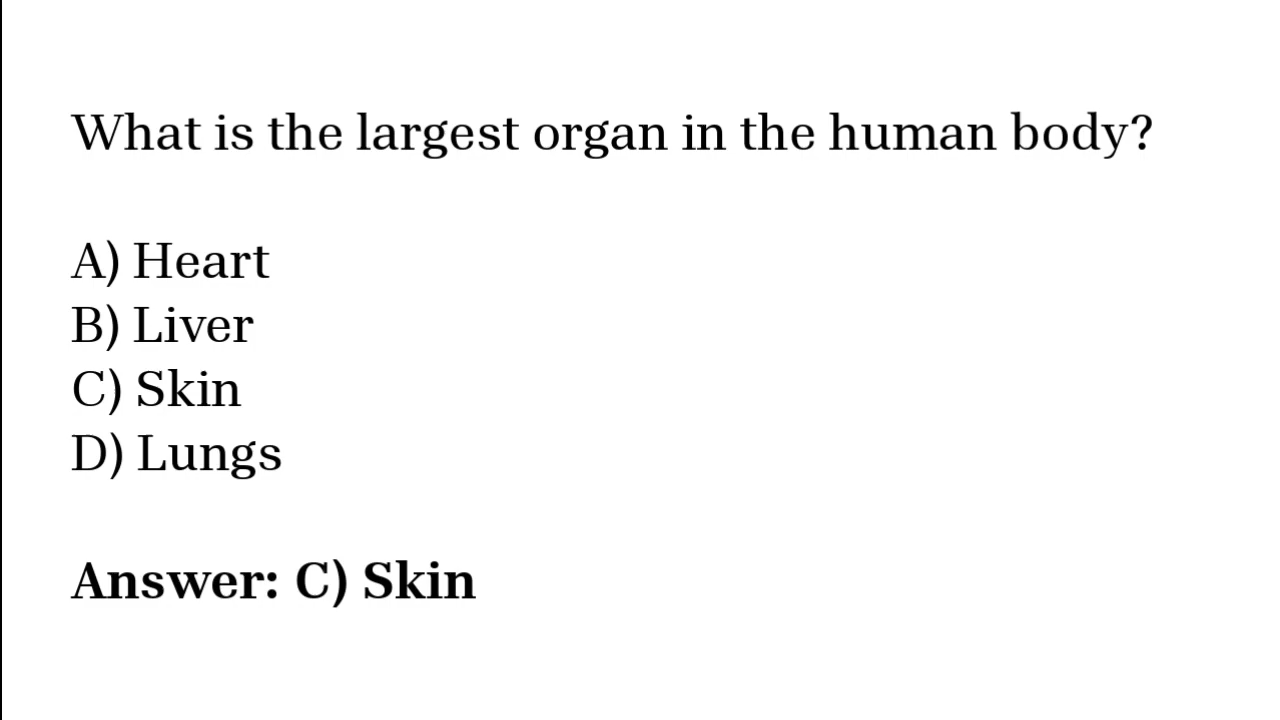 What is the largest organ in the human body?
A) Heart
B) Liver
C) Skin
D) Lungs
Answer: C) Skin